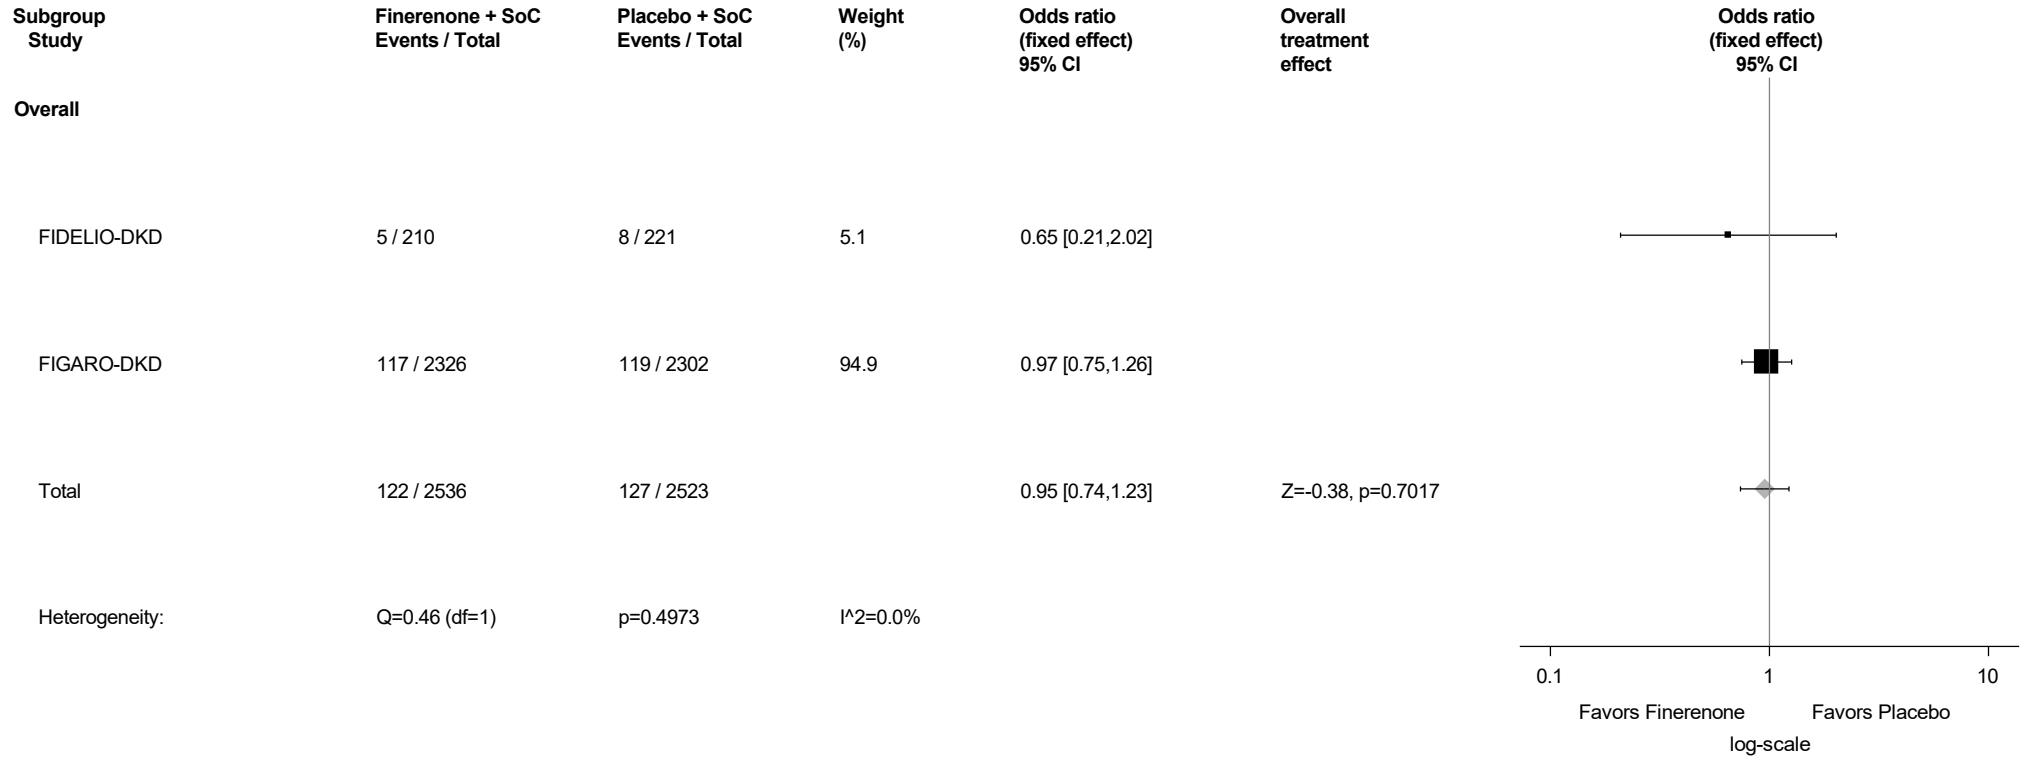 Subgroup Finerenone + SoC Placebo + SoC Weight Odds ratio Overall Odds ratio
Study Events / Total Events / Total (%) (fixed effect) treatment (fixed effect)
95% CI effect 95% CI
Overall
FIDELIO-DKD 5 / 210 8 / 221 5.1 0.65 [0.21,2.02]
FIGARO-DKD 117 / 2326 119 / 2302 94.9 0.97 [0.75,1.26]
Total 122 / 2536 127 / 2523 0.95 [0.74,1.23] Z=-0.38, p=0.7017
Heterogeneity: Q=0.46 (df=1) p=0.4973 I^2=0.0%
0.1 1 10
Favors Finerenone Favors Placebo
log-scale